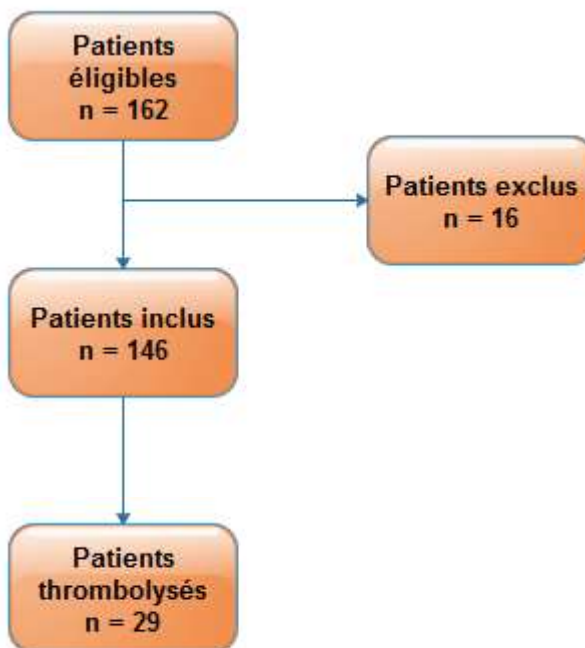 Patients
éligibles
n = 162
Patients exclus
n = 16
Patients inclus
n = 146
Patients
thrombolysés
n = 29